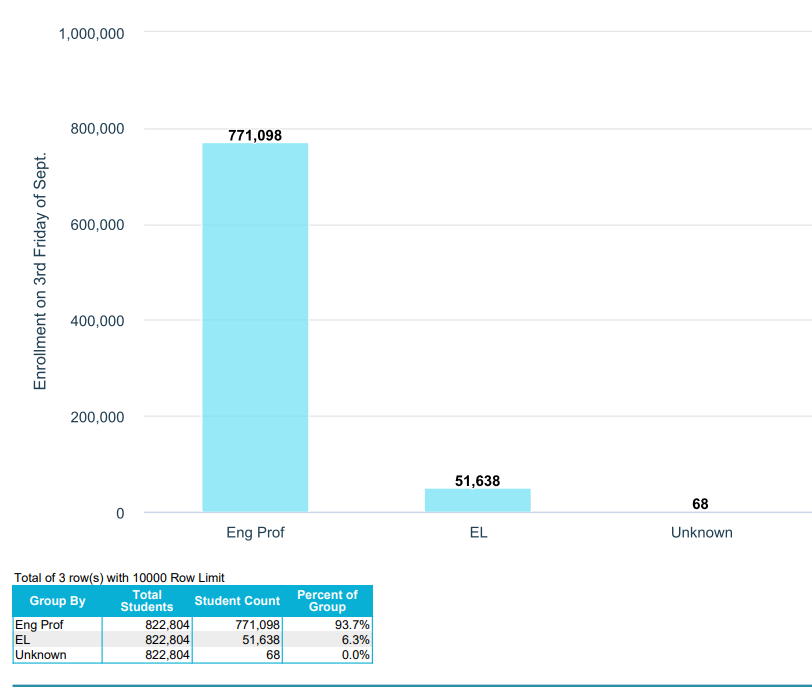 1,000,000
800,000
600,000
400,000
200,000
0
Enrollment on 3rd Friday of Sept.
771,098
51,638
68
Eng Prof EL Unknown
Total of 3 row(s) with 10000 Row Limit
Group By Total Students Student Count Percent of Group
Eng Prof 822,804 771,098 93.7%
EL 822,804 51,638 6.3%
Unknown 822,804 68 0.0%